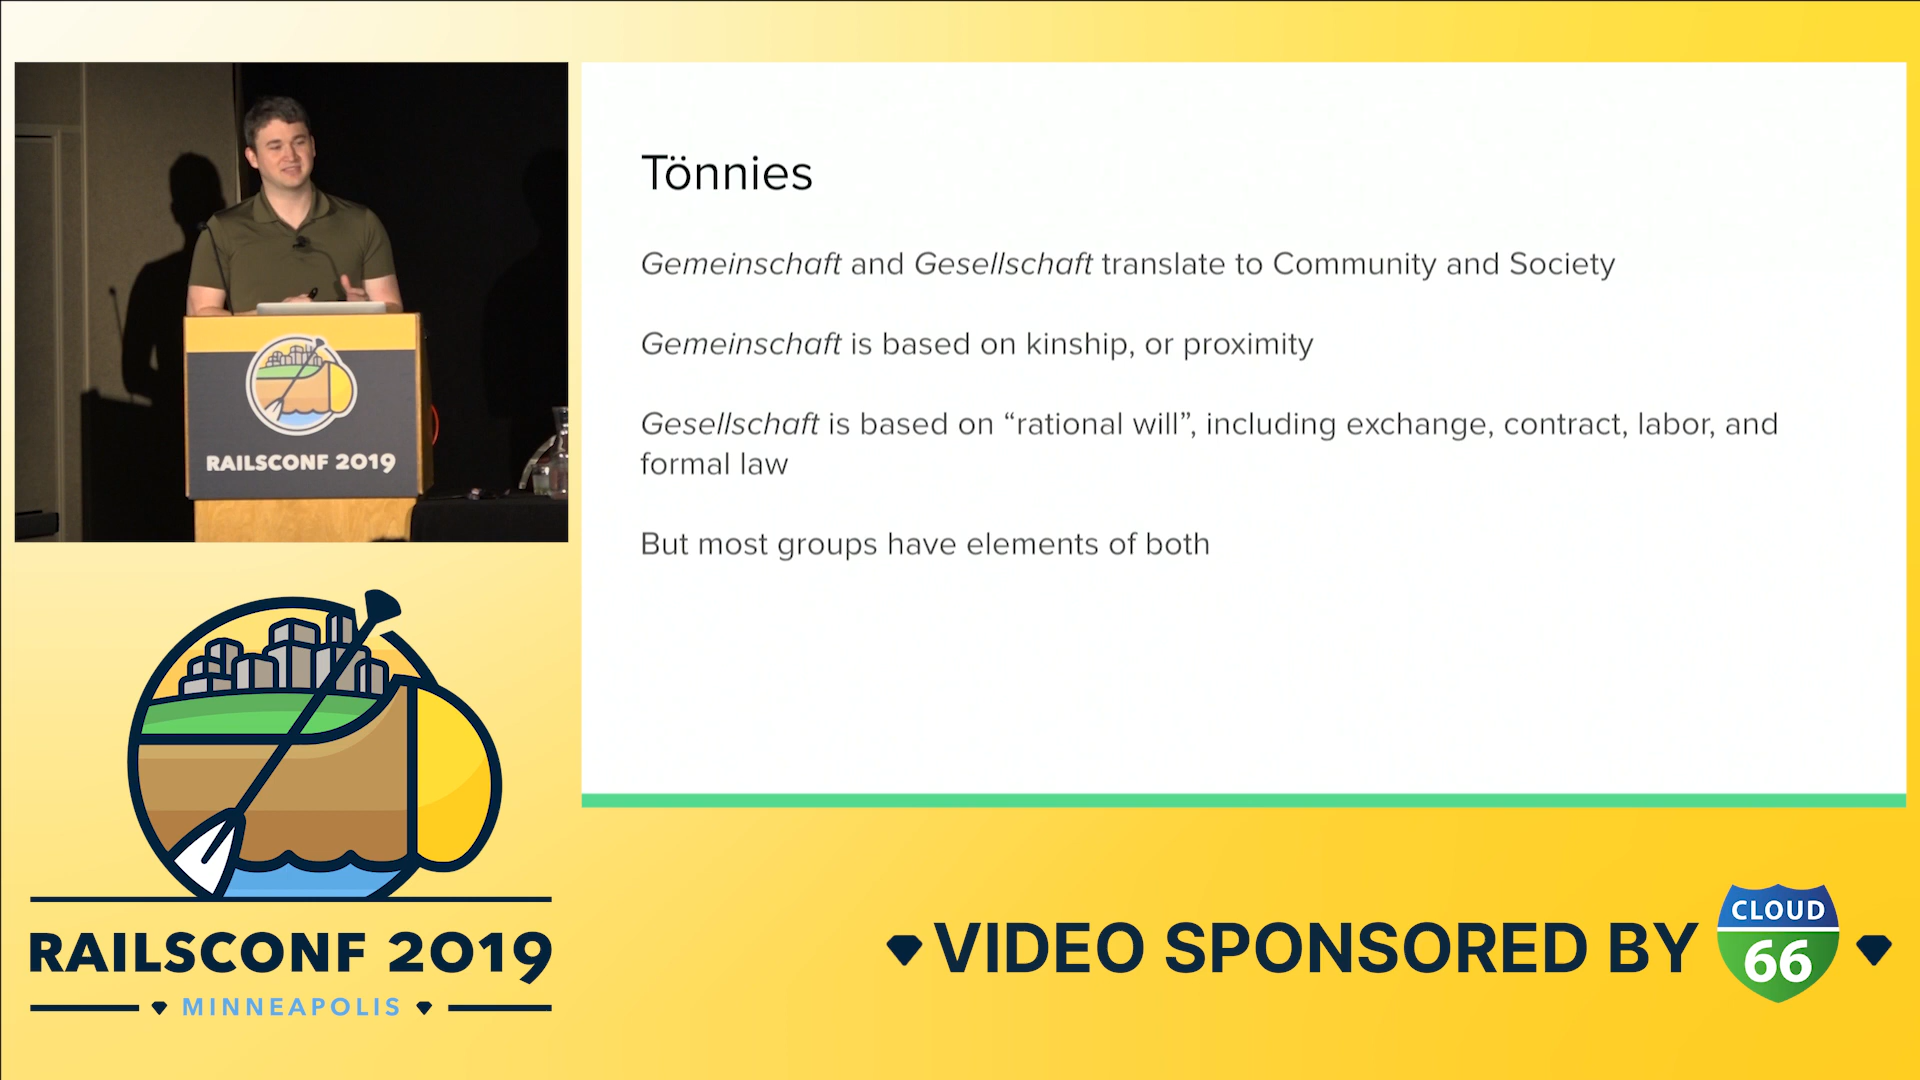 Tönnies
Gemeinschaft and Gesellschaft translate to Community and Society
Gemeinschaft is based on kinship, or proximity
Gesellschaft is based on “rational will”, including exchange, contract, labor, and
formal law
But most groups have elements of both
RAILSCONF 2019
RAILSCONF 2019
MINNEAPOLIS
VIDEO SPONSORED BY
CLOUD
66